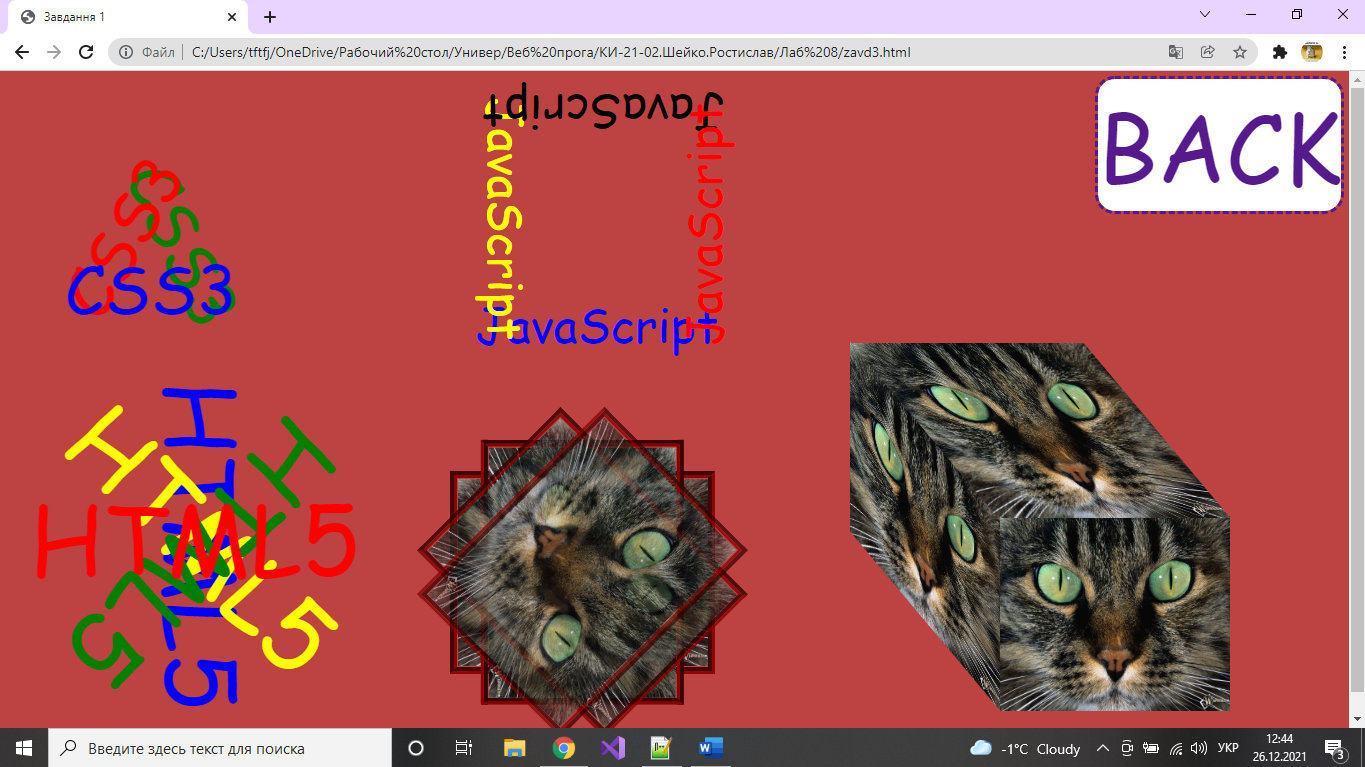 Завдання 1
Файл
C:/Users/tftfj/OneDrive/Рабочий%20стол/Универ/Веб%20прога/КИ-21-02.Шейко.Ростислав/Лаб%208/zavd3.html
BACK
JavaScript
JavaScript
JavaScript
JavaScript
CSS3
CSS3
CSS3
HTML5
HTML5
HTML5
HTML5
Введите здесь текст для поиска
-1°C Cloudy
УКР
12:44
26.12.2021
3